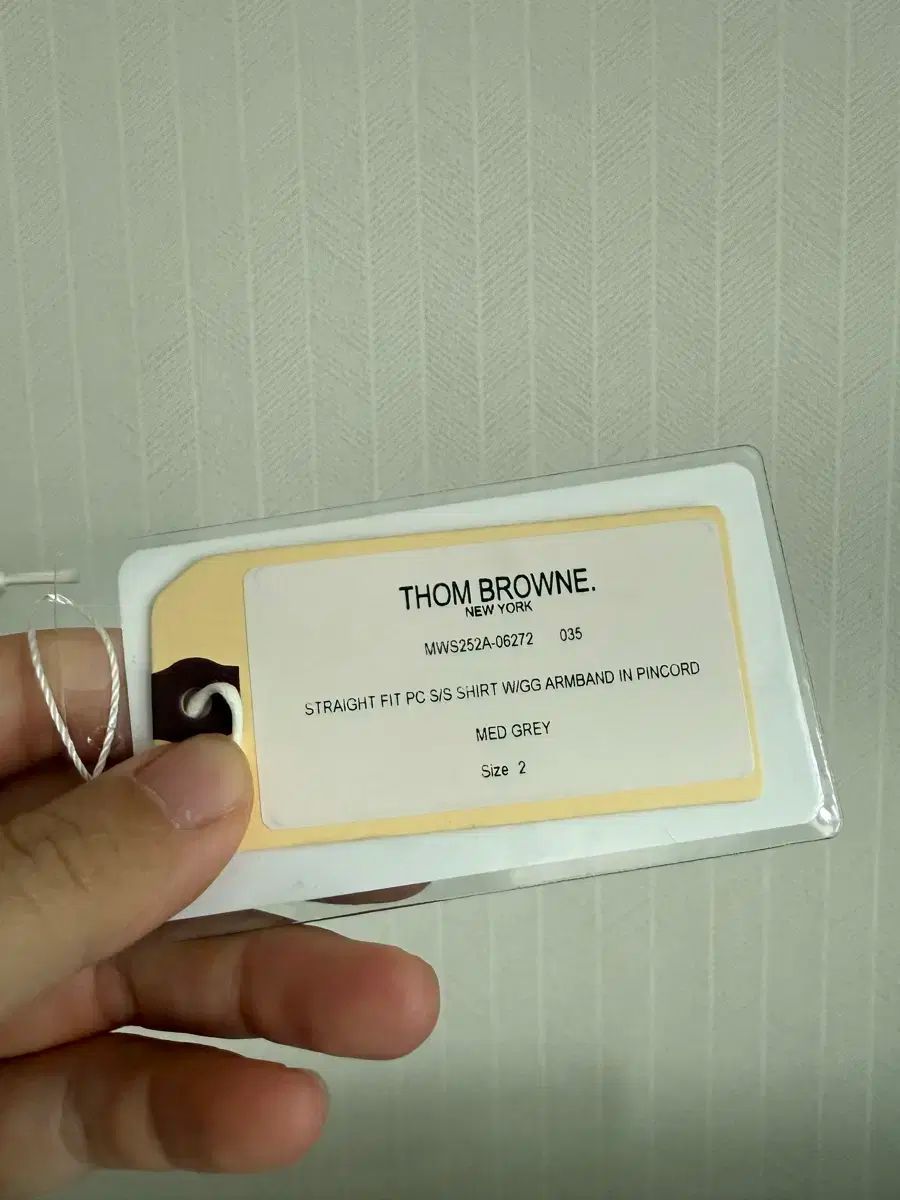 THOM BROWNE.
NEW YORK
MWS252A-06272 035
STRAIGHT FIT PC S/S SHIRT W/GG ARMBAND IN PINCORD
MED GREY
Size 2